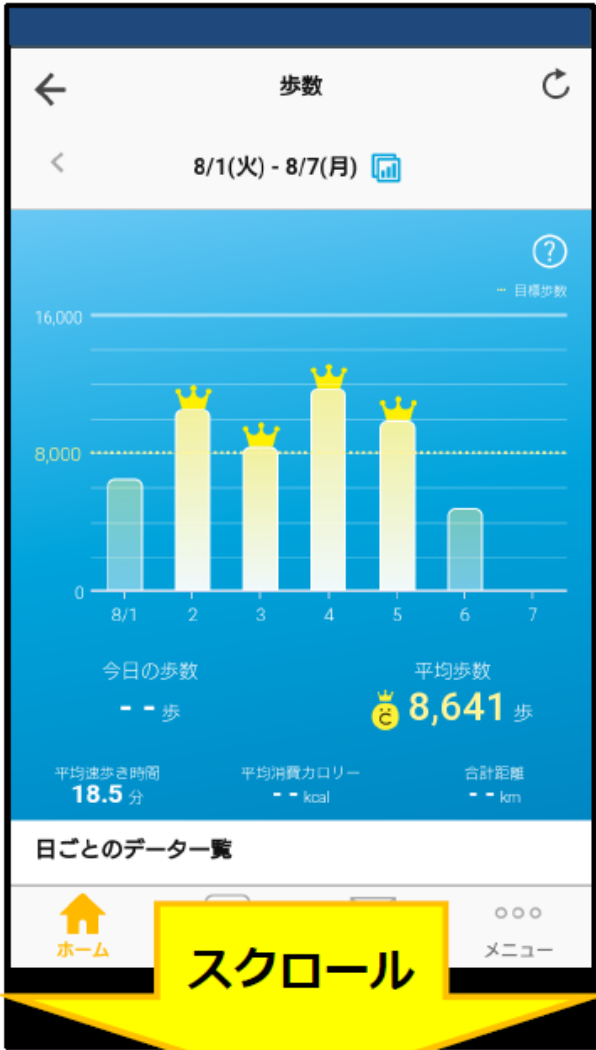 歩数
8/1(火) - 8/7(月)
目標歩数
16,000
8,000
0
8/1 2 3 4 5 6 7
今日の歩数 平均歩数
- - 歩 8,641 歩
平均速歩き時間 平均消費カロリー 合計距離
18.5 分 - - kcal - - km
日ごとのデータ一覧
ホーム メニュー
スクロール